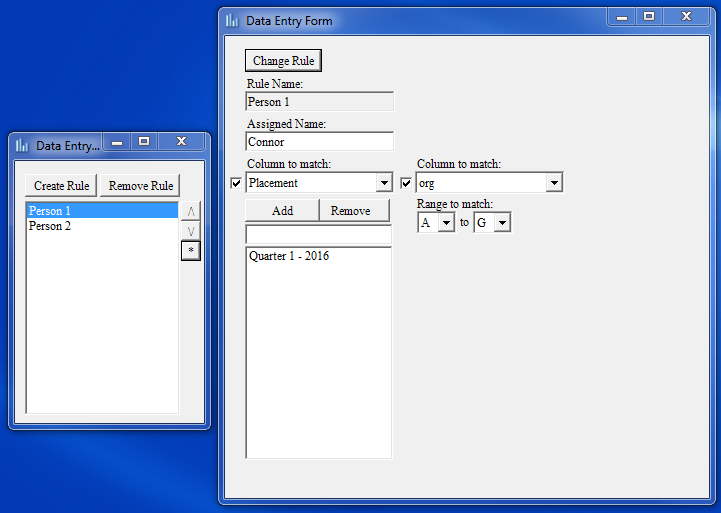 Data Entry...
Create Rule
Remove Rule
Person 1
Person 2
*
Data Entry Form
Change Rule
Rule Name:
Person 1
Assigned Name:
Connor
Column to match:
Column to match:
Placement
org
Add
Remove
Range to match:
A to G
Quarter 1 - 2016